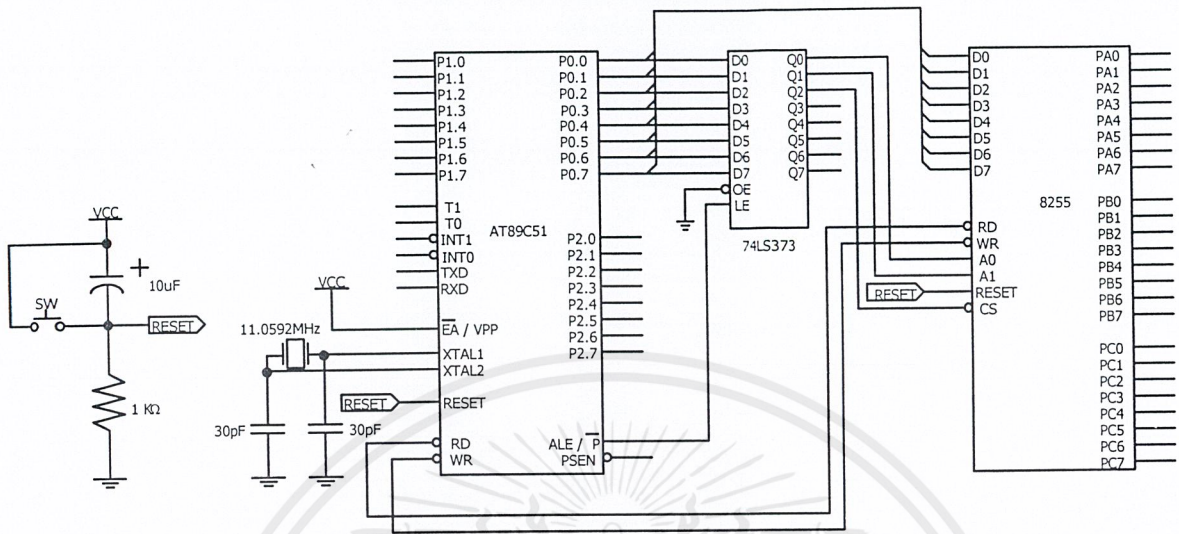 VCC
10uF
SW
RESET
1 KΩ
P1.0
P1.1
P1.2
P1.3
P1.4
P1.5
P1.6
P1.7
T1
T0
INT1
INT0
TXD
RXD
VCC
EA / VPP
11.0592MHz
XTAL1
XTAL2
RESET
RESET
30pF
30pF
RD
WR
AT89C51
P0.0
P0.1
P0.2
P0.3
P0.4
P0.5
P0.6
P0.7
P2.0
P2.1
P2.2
P2.3
P2.4
P2.5
P2.6
P2.7
ALE / P
PSEN
D0
D1
D2
D3
D4
D5
D6
D7
OE
LE
Q0
Q1
Q2
Q3
Q4
Q5
Q6
Q7
74LS373
D0
D1
D2
D3
D4
D5
D6
D7
8255
RD
WR
A0
A1
RESET
RESET
CS
PA0
PA1
PA2
PA3
PA4
PA5
PA6
PA7
PB0
PB1
PB2
PB3
PB4
PB5
PB6
PB7
PC0
PC1
PC2
PC3
PC4
PC5
PC6
PC7